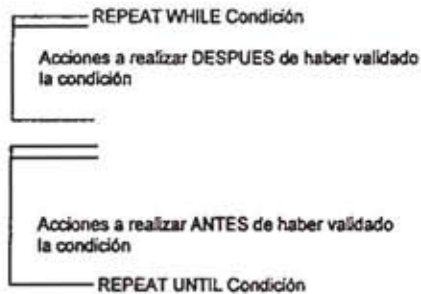 REPEAT WHILE Condición
Acciones a realizar DESPUES de haber validado
la condición
Acciones a realizar ANTES de haber validado
la condición
REPEAT UNTIL Condición